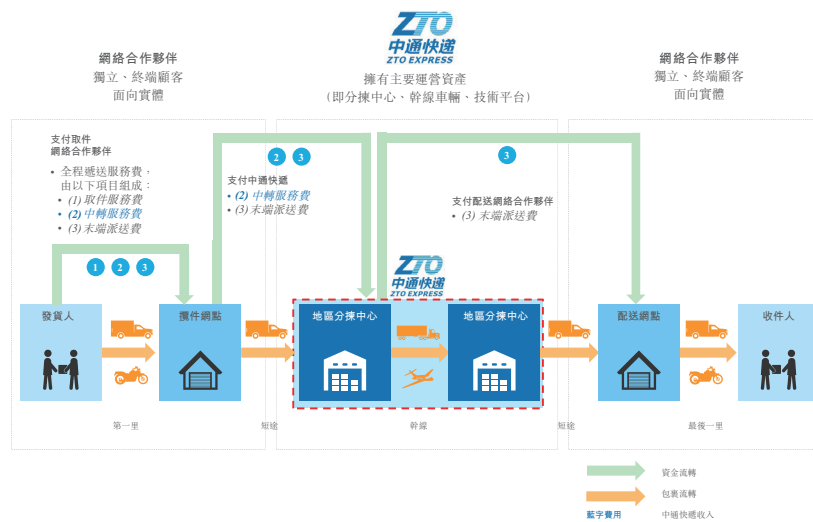 ZTO
中通快递
ZTO EXPRESS
網絡合作夥伴
獨立、終端顧客
面向實體
擁有主要運營資產
(即分揀中心、幹線車輛、技術平台)
網絡合作夥伴
獨立、終端顧客
面向實體
支付取件
網絡合作夥伴
• 全程遞送服務費，
由以下項目組成：
• (1) 取件服務費
• (2) 中轉服務費
• (3) 末端派送費
2 3
支付中通快遞
• (2) 中轉服務費
• (3) 末端派送費
3
支付配送網絡合作夥伴
• (3) 末端派送費
1 2 3
ZTO
中通快递
ZTO EXPRESS
發貨人
攬件網點
地區分揀中心
地區分揀中心
配送網點
收件人
第一里
短途
幹線
短途
最後一里
資金流轉
包裹流轉
藍字費用
中通快遞收入